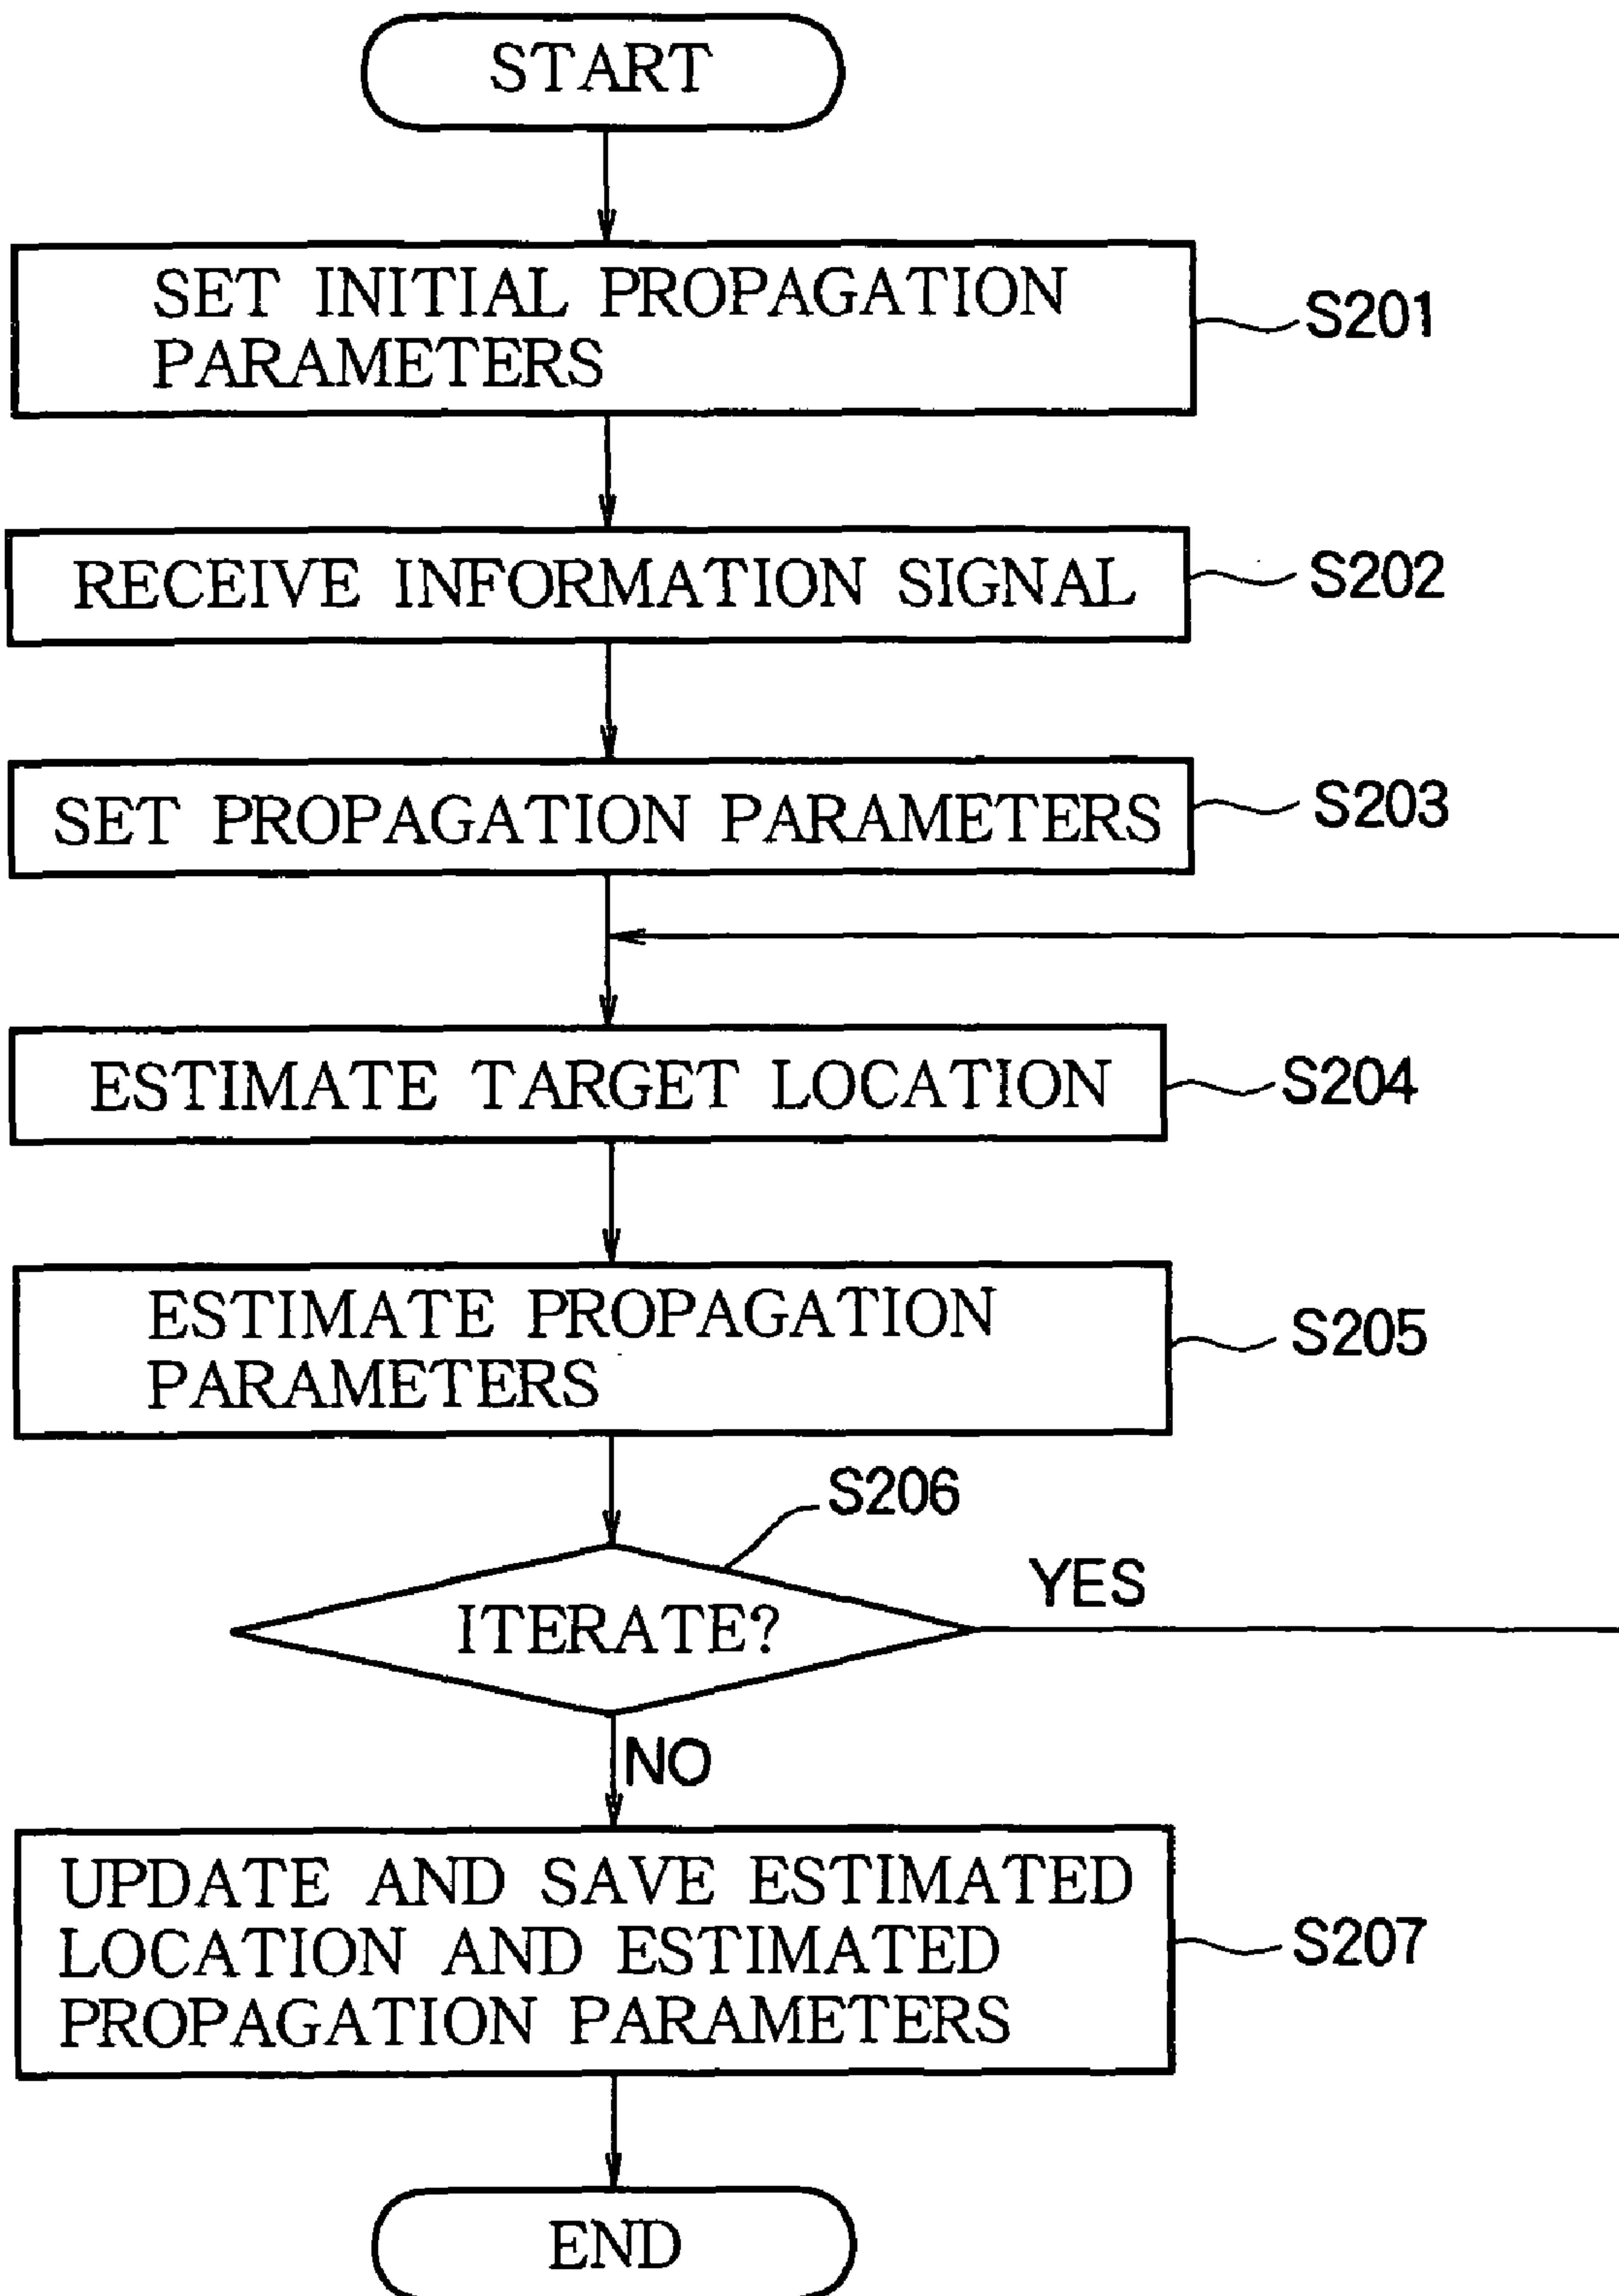 START
SET INITIAL PROPAGATION
PARAMETERS
S201
RECEIVE INFORMATION SIGNAL
S202
SET PROPAGATION PARAMETERS
S203
ESTIMATE TARGET LOCATION
S204
ESTIMATE PROPAGATION
PARAMETERS
S205
S206
ITERATE?
YES
NO
UPDATE AND SAVE ESTIMATED
LOCATION AND ESTIMATED
PROPAGATION PARAMETERS
S207
END